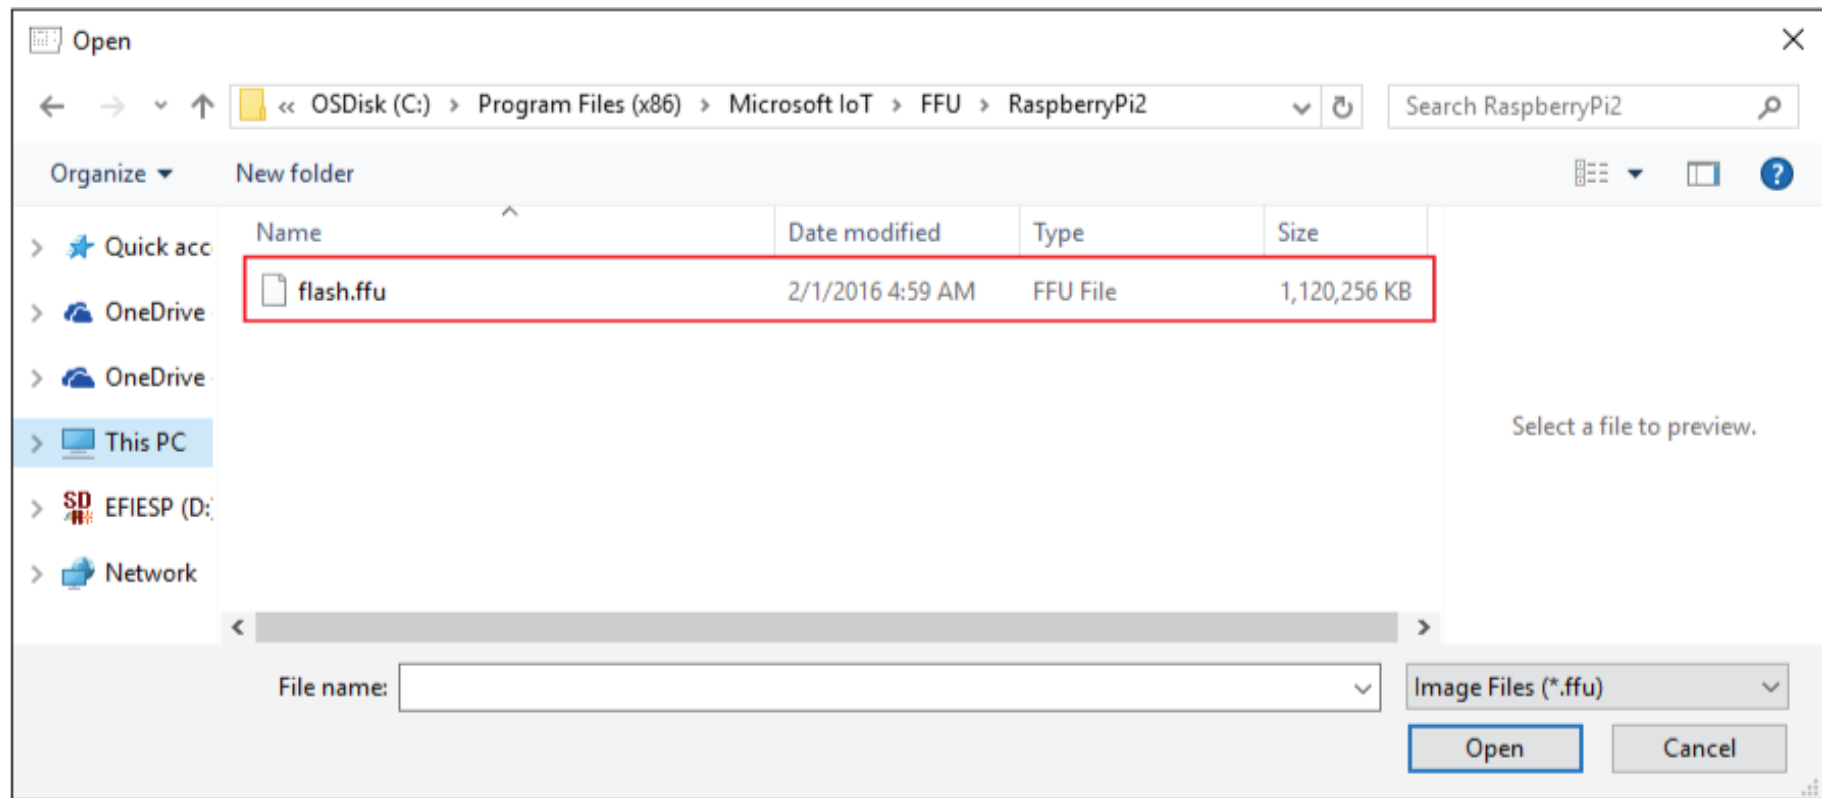 Open
« OSDisk (C:) > Program Files (x86) > Microsoft IoT > FFU > RaspberryPi2
Search RaspberryPi2
Organize
New folder
Name Date modified Type Size
flash.ffu 2/1/2016 4:59 AM FFU File 1,120,256 KB
Quick acc
OneDrive
OneDrive
This PC
EFIESP (D:
Network
Select a file to preview.
File name:
Image Files (*.ffu)
Open
Cancel